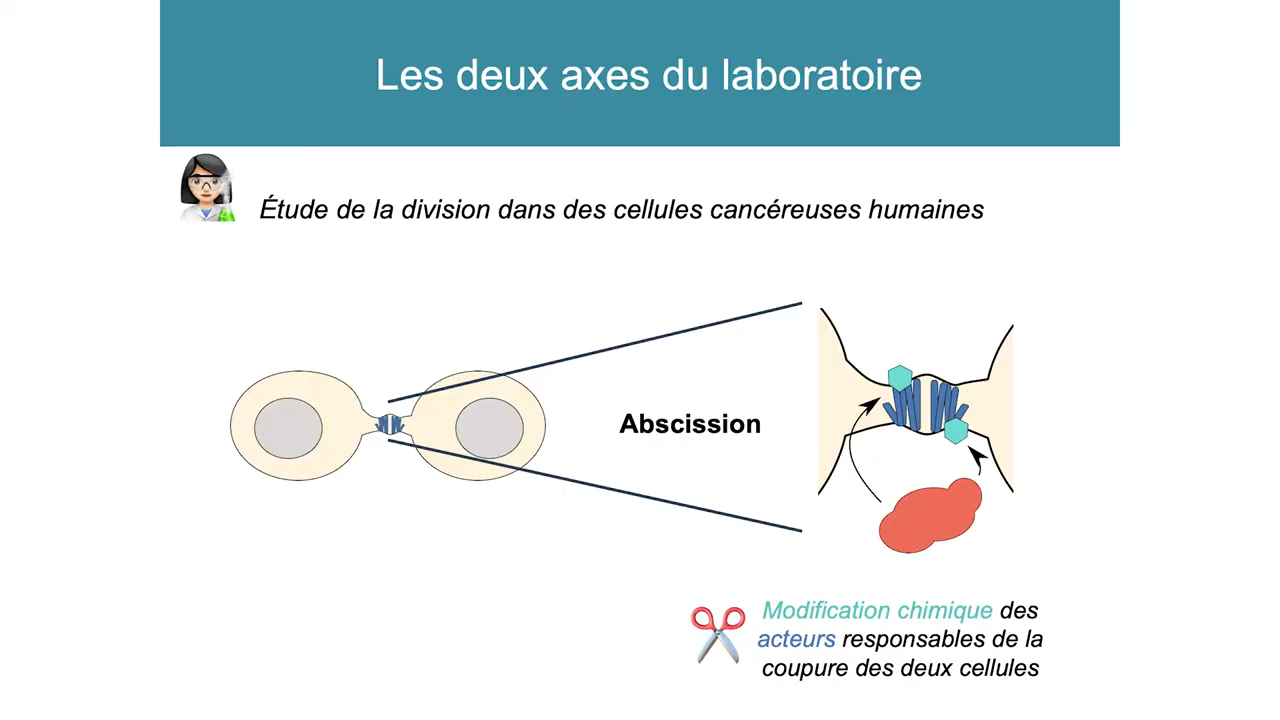 Les deux axes du laboratoire
Étude de la division dans des cellules cancéreuses humaines
Abscission
Modification chimique des
acteurs responsables de la
coupure des deux cellules